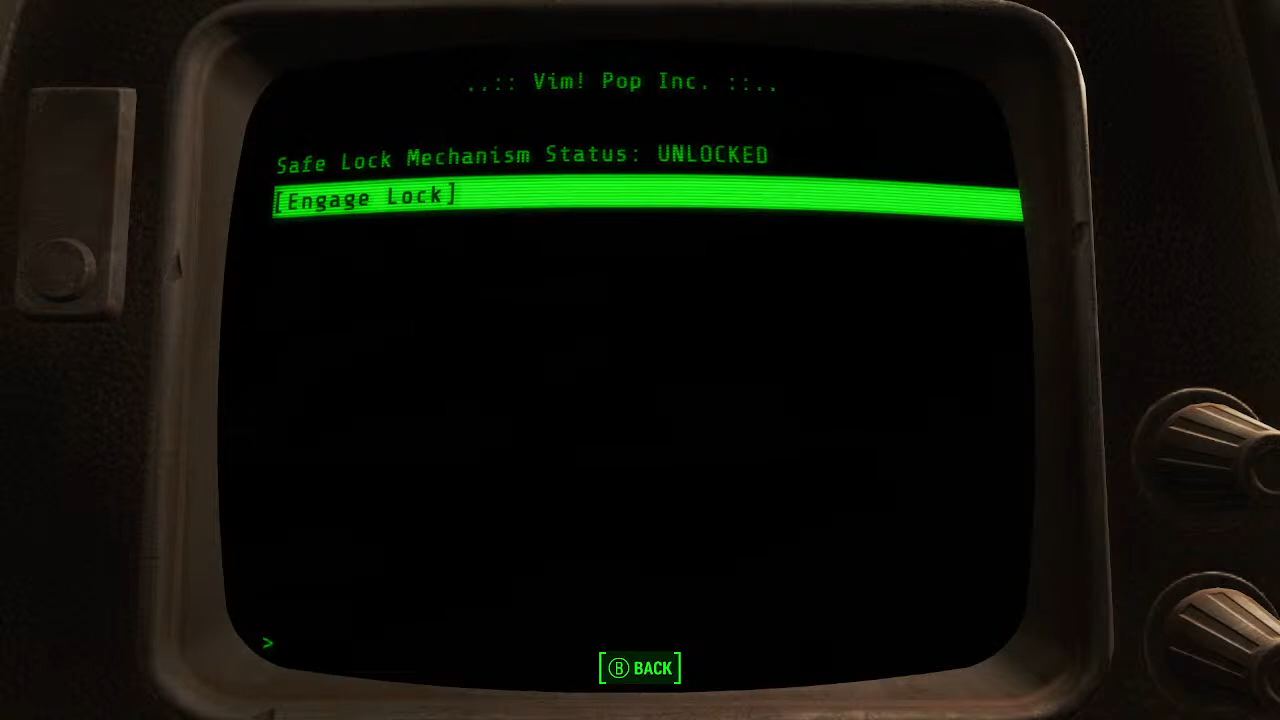 ..:: Vim! Pop Inc. ::..
Safe Lock Mechanism Status: UNLOCKED
[Engage Lock]
>
[Ⓑ BACK]